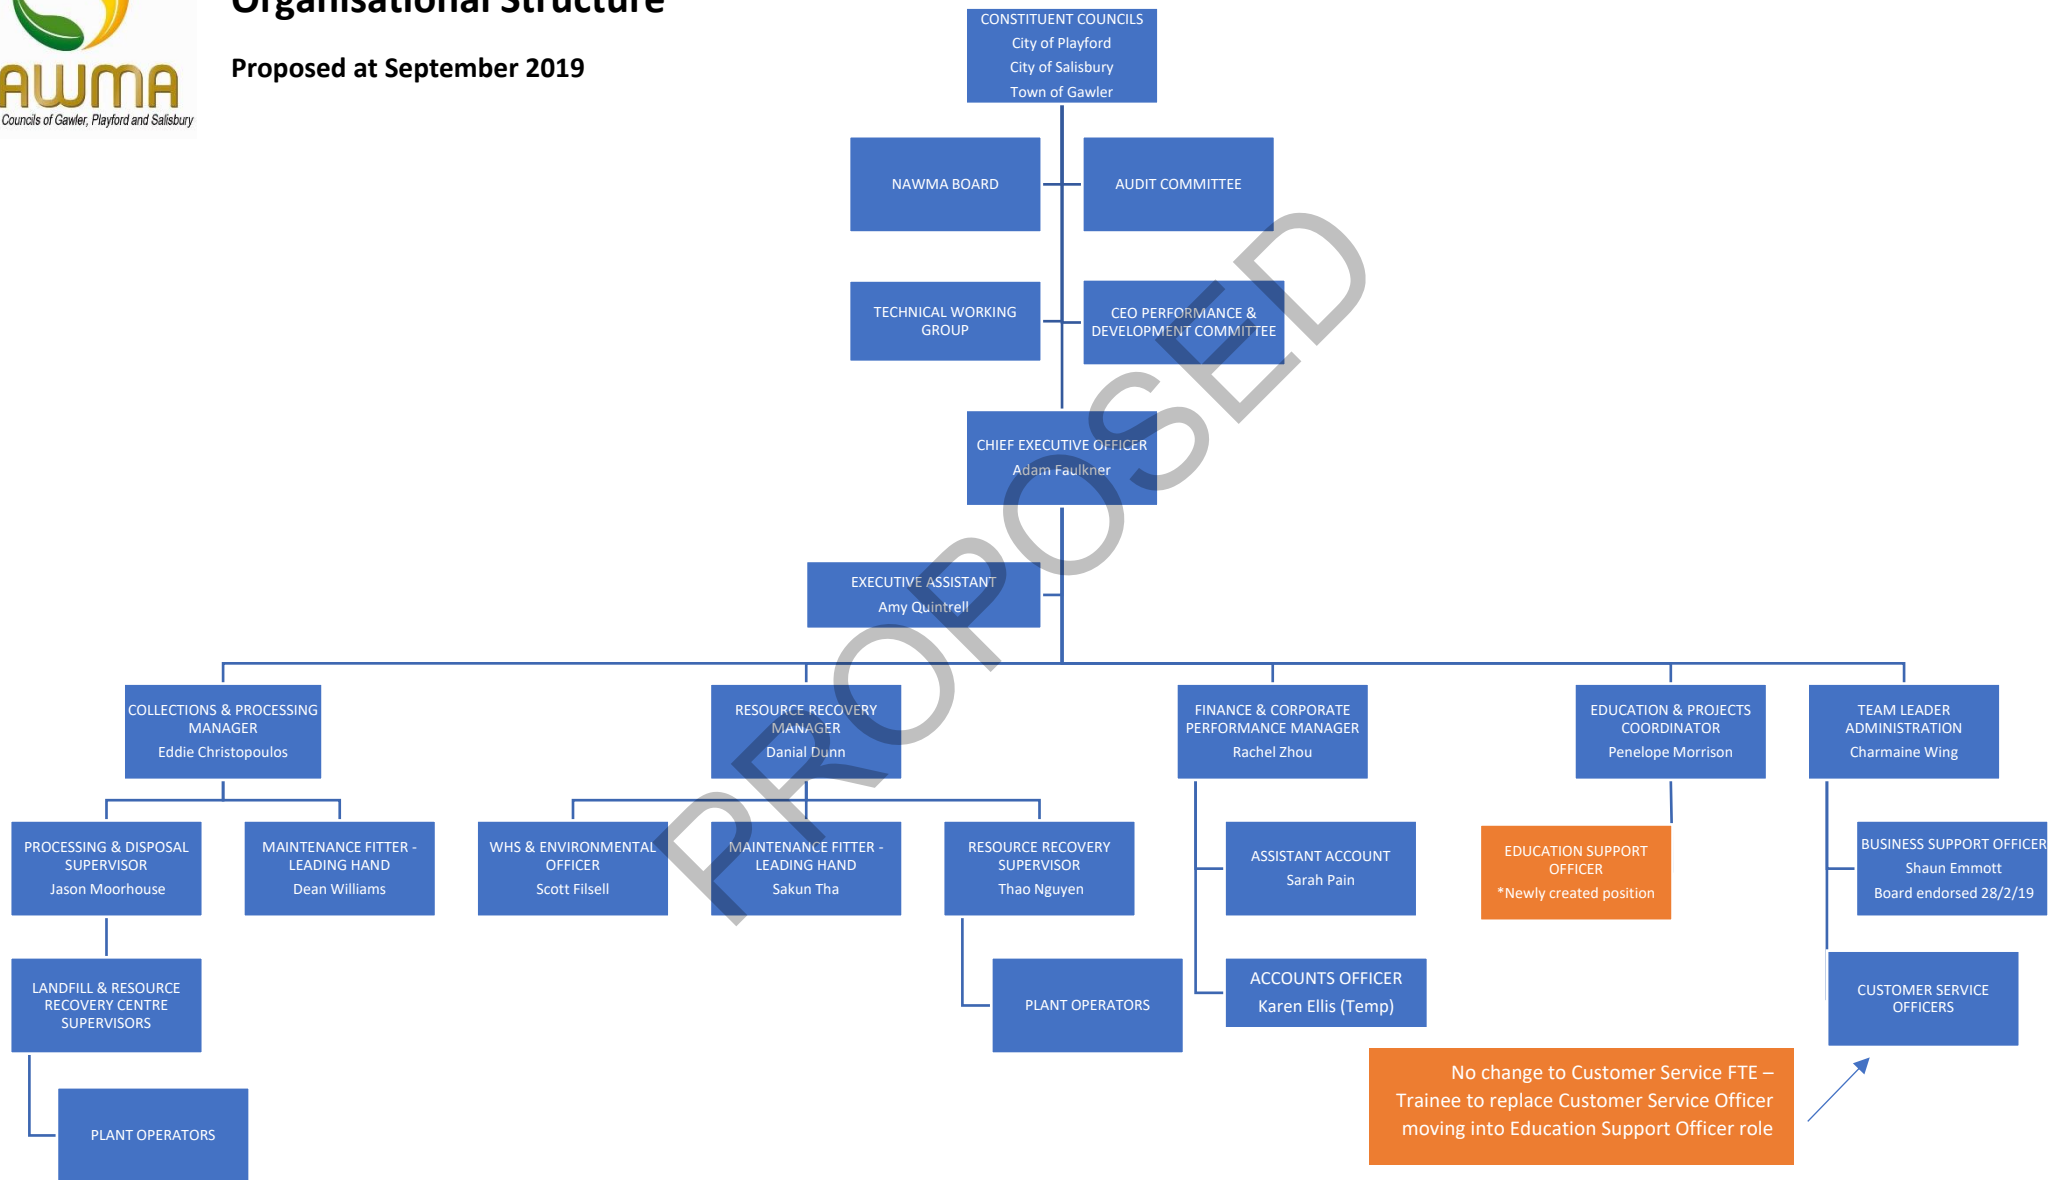 Organisational Structure
Proposed at September 2019
AWMA
Councils of Gawler, Playford and Salisbury
CONSTITUENT COUNCILS
City of Playford
City of Salisbury
Town of Gawler
NAWMA BOARD
AUDIT COMMITTEE
TECHNICAL WORKING
GROUP
CEO PERFORMANCE &
DEVELOPMENT COMMITTEE
CHIEF EXECUTIVE OFFICER
Adam Faulkner
EXECUTIVE ASSISTANT
Amy Quintrell
COLLECTIONS & PROCESSING
MANAGER
Eddie Christopoulos
RESOURCE RECOVERY
MANAGER
Danial Dunn
FINANCE & CORPORATE
PERFORMANCE MANAGER
Rachel Zhou
EDUCATION & PROJECTS
COORDINATOR
Penelope Morrison
TEAM LEADER
ADMINISTRATION
Charmaine Wing
PROCESSING & DISPOSAL
SUPERVISOR
Jason Moorhouse
MAINTENANCE FITTER -
LEADING HAND
Dean Williams
WHS & ENVIRONMENTAL
OFFICER
Scott Filsell
MAINTENANCE FITTER -
LEADING HAND
Sakun Tha
RESOURCE RECOVERY
SUPERVISOR
Thao Nguyen
ASSISTANT ACCOUNT
Sarah Pain
EDUCATION SUPPORT
OFFICER
*Newly created position
BUSINESS SUPPORT OFFICER
Shaun Emmott
Board endorsed 28/2/19
LANDFILL & RESOURCE
RECOVERY CENTRE
SUPERVISORS
PLANT OPERATORS
ACCOUNTS OFFICER
Karen Ellis (Temp)
CUSTOMER SERVICE
OFFICERS
PLANT OPERATORS
No change to Customer Service FTE –
Trainee to replace Customer Service Officer
moving into Education Support Officer role
PROPOSED